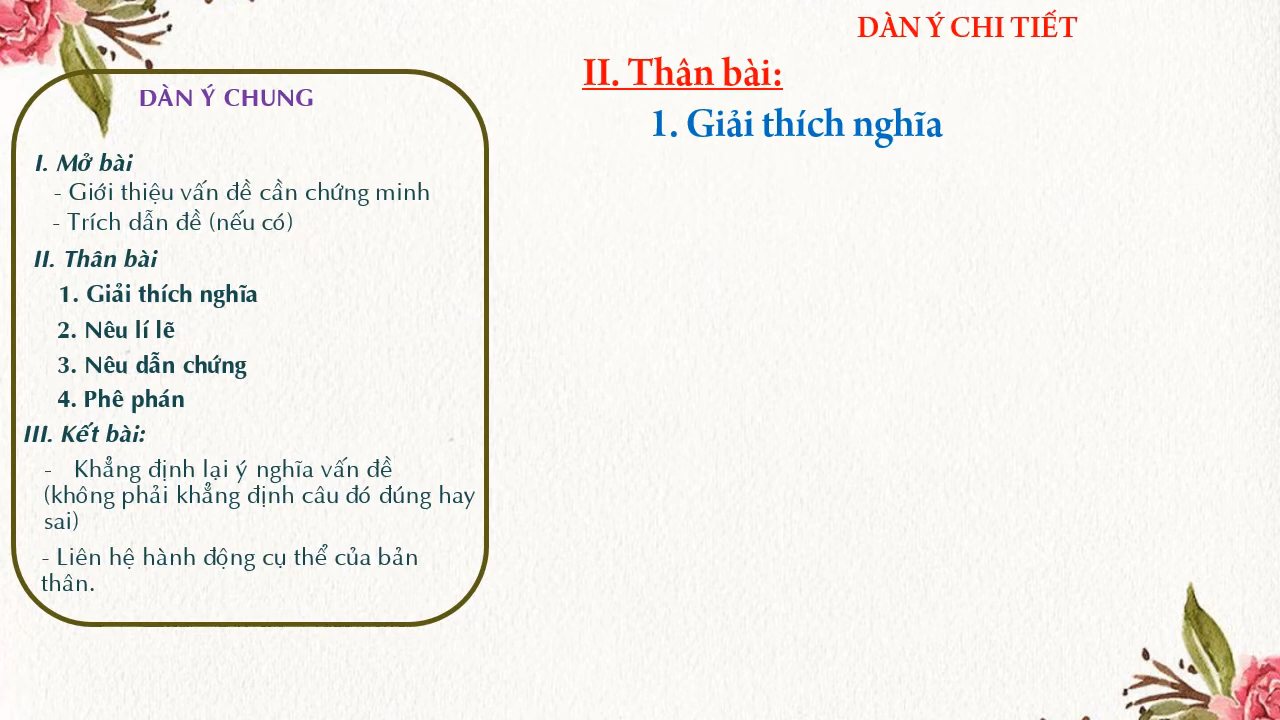 DÀN Ý CHUNG
I. Mở bài
- Giới thiệu vấn đề cần chứng minh
- Trích dẫn đề (nếu có)
II. Thân bài
1. Giải thích nghĩa
2. Nêu lí lẽ
3. Nêu dẫn chứng
4. Phê phán
III. Kết bài:
- Khẳng định lại ý nghĩa vấn đề
(không phải khẳng định câu đó đúng hay
sai)
- Liên hệ hành động cụ thể của bản
thân.
DÀN Ý CHI TIẾT
II. Thân bài:
1. Giải thích nghĩa